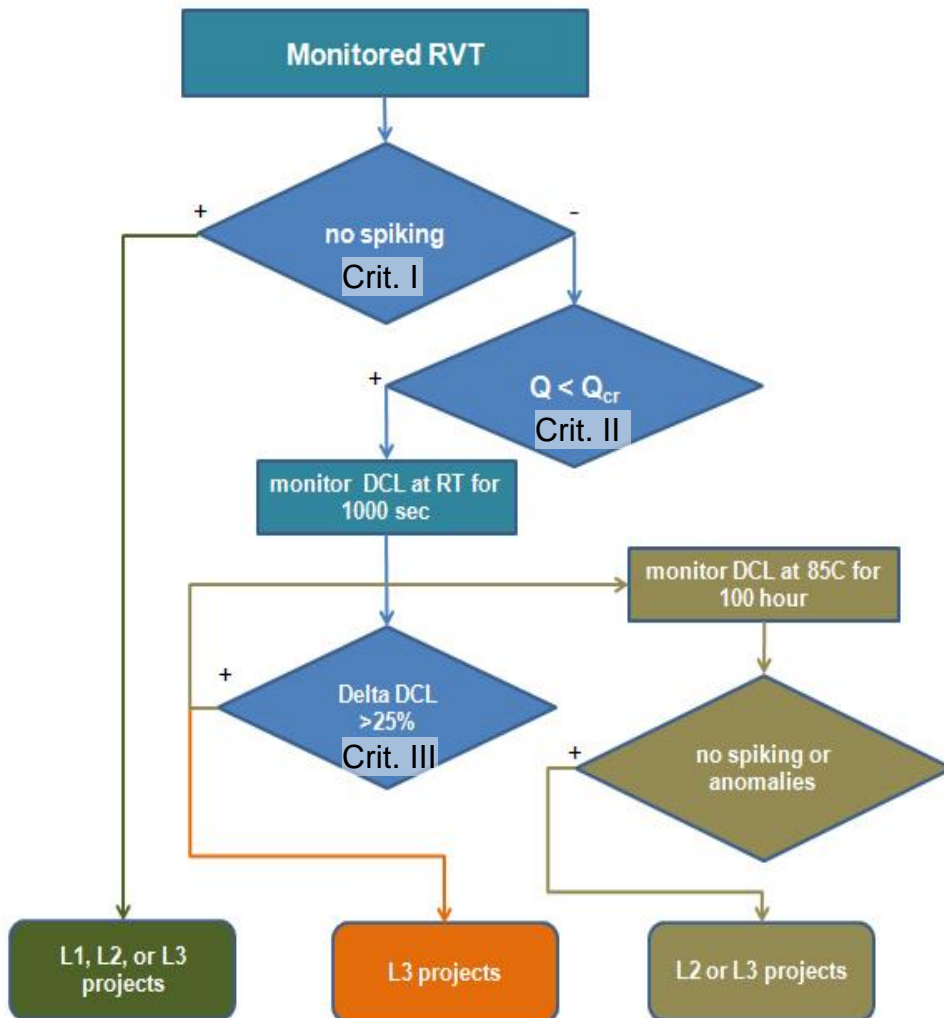 Monitored RVT
+
-
no spiking
Crit. I
+
Q < Qcr
Crit. II
monitor DCL at RT for
1000 sec
monitor DCL at 85C for
100 hour
+
Delta DCL
>25%
Crit. III
+
no spiking or
anomalies
L1, L2, or L3
projects
L3 projects
L2 or L3 projects